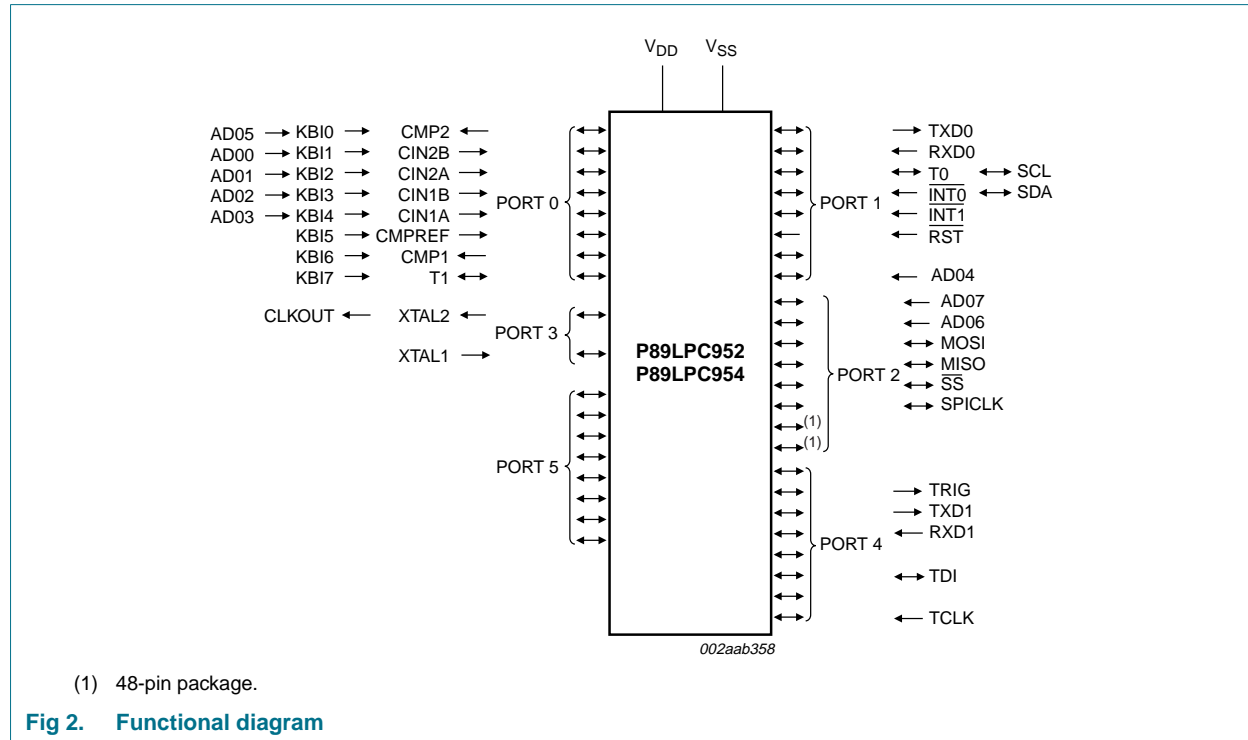 VDD VSS
AD05 KBI0 CMP2 TXD0
AD00 KBI1 CIN2B RXD0
AD01 KBI2 CIN2A T0 SCL
AD02 KBI3 CIN1B INT0 SDA
AD03 KBI4 CIN1A PORT 0 PORT 1 INT1
KBI5 CMPREF RST
KBI6 CMP1
KBI7 T1 AD04
AD07
CLKOUT XTAL2 AD06
PORT 3 MOSI
XTAL1 P89LPC952 MISO
P89LPC954 PORT 2 SS
SPICLK
(1)
(1)
PORT 5
TRIG
TXD1
RXD1
PORT 4
TDI
TCLK
002aab358
(1) 48-pin package.
Fig 2. Functional diagram